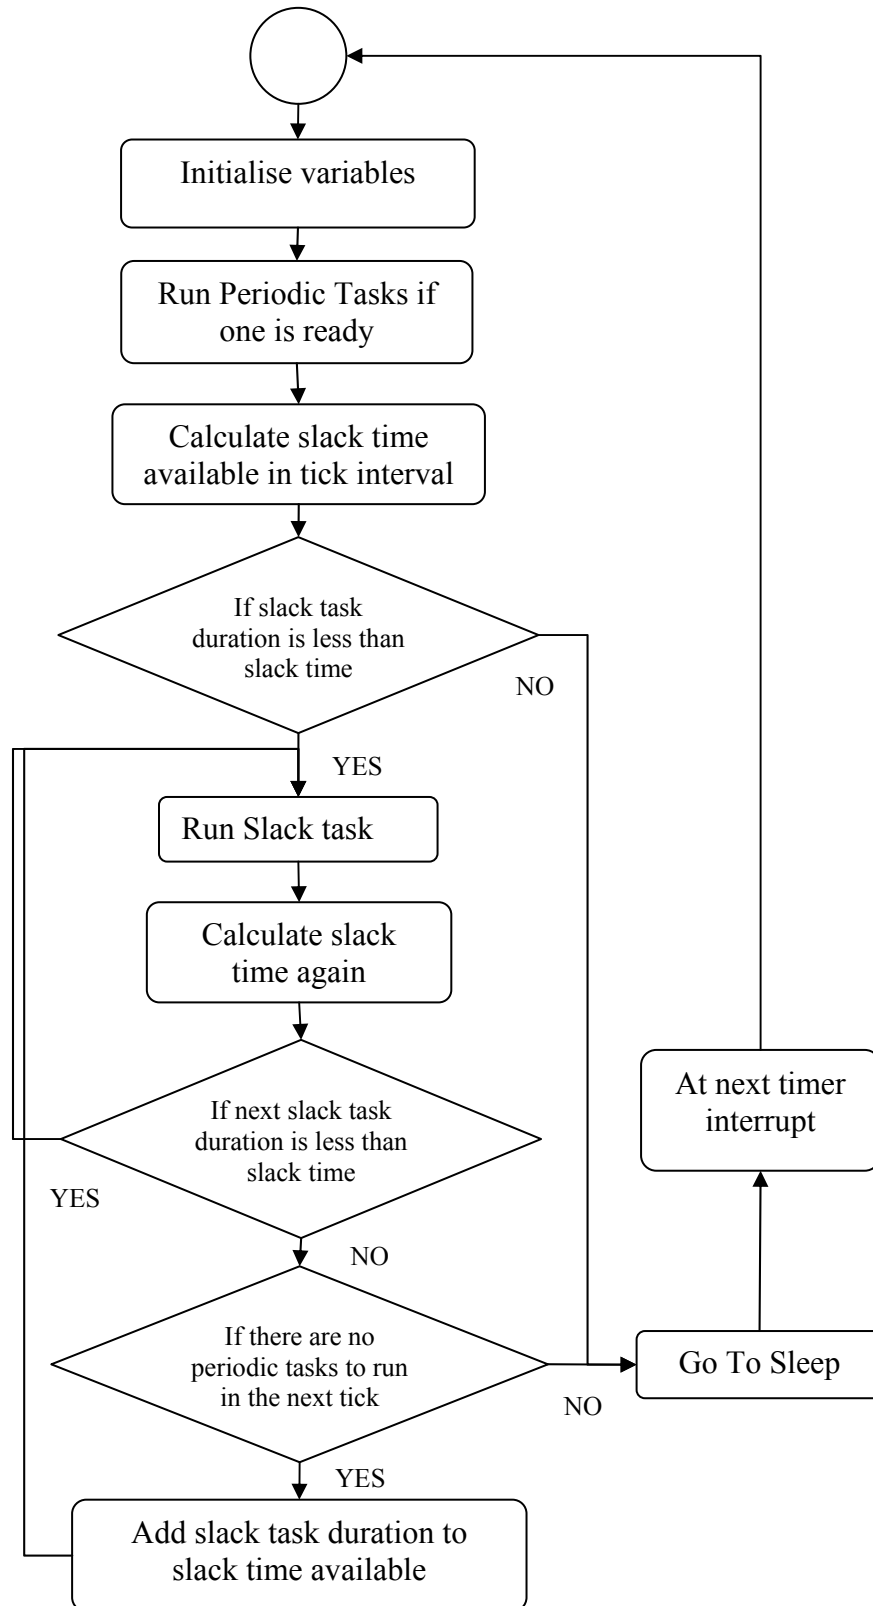 Initialise variables
Run Periodic Tasks if
one is ready
Calculate slack time
available in tick interval
If slack task
duration is less than
slack time
NO
YES
Run Slack task
Calculate slack
time again
If next slack task
duration is less than
slack time
YES
NO
At next timer
interrupt
If there are no
periodic tasks to run
in the next tick
NO
Go To Sleep
YES
Add slack task duration to
slack time available